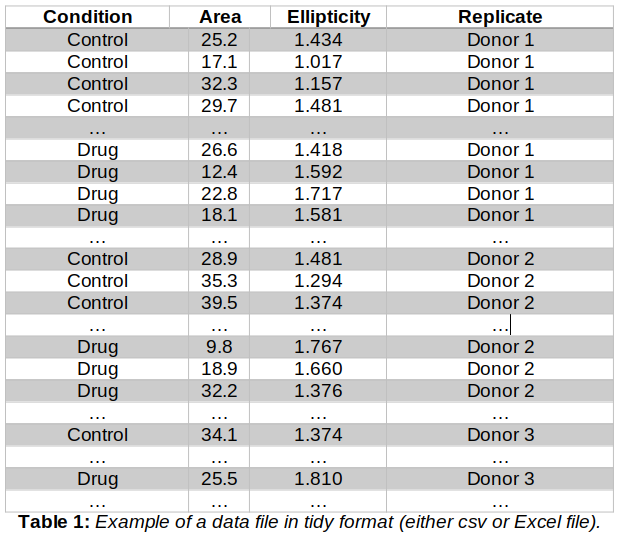 Condition Area Ellipticity Replicate
Control 25.2 1.434 Donor 1
Control 17.1 1.017 Donor 1
Control 32.3 1.157 Donor 1
Control 29.7 1.481 Donor 1
... ... ... ...
Drug 26.6 1.418 Donor 1
Drug 12.4 1.592 Donor 1
Drug 22.8 1.717 Donor 1
Drug 18.1 1.581 Donor 1
... ... ... ...
Control 28.9 1.481 Donor 2
Control 35.3 1.294 Donor 2
Control 39.5 1.374 Donor 2
... ... ... ...
Drug 9.8 1.767 Donor 2
Drug 18.9 1.660 Donor 2
Drug 32.2 1.376 Donor 2
... ... ... ...
Control 34.1 1.374 Donor 3
... ... ... ...
Drug 25.5 1.810 Donor 3
... ... ... ...
Table 1: Example of a data file in tidy format (either csv or Excel file).